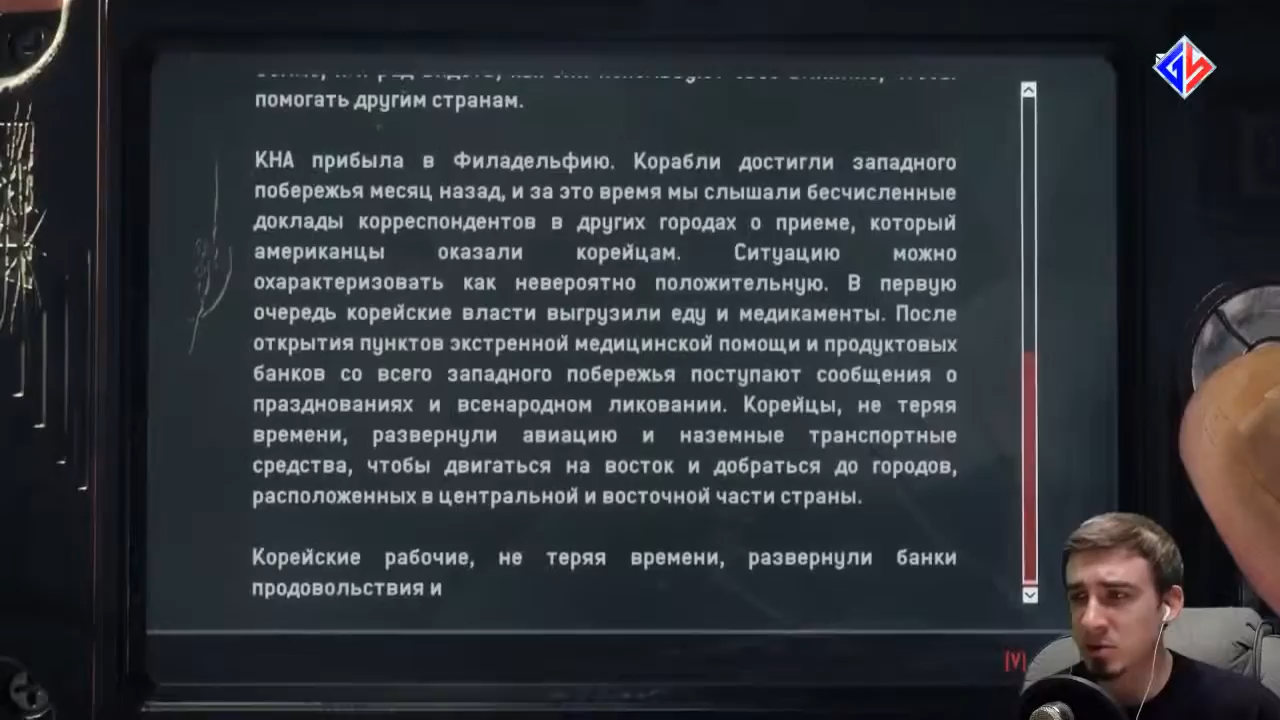 помогать другим странам.
КНА прибыла в Филадельфию. Корабли достигли западного
побережья месяц назад, и за это время мы слышали бесчисленные
доклады корреспондентов в других городах о приеме, который
американцы оказали корейцам. Ситуацию можно
охарактеризовать как невероятно положительную. В первую
очередь корейские власти выгрузили еду и медикаменты. После
открытия пунктов экстренной медицинской помощи и продуктовых
банков со всего западного побережья поступают сообщения о
празднованиях и всенародном ликовании. Корейцы, не теряя
времени, развернули авиацию и наземные транспортные
средства, чтобы двигаться на восток и добраться до городов,
расположенных в центральной и восточной части страны.
Корейские рабочие, не теряя времени, развернули банки
продовольствия и
[V]
GS